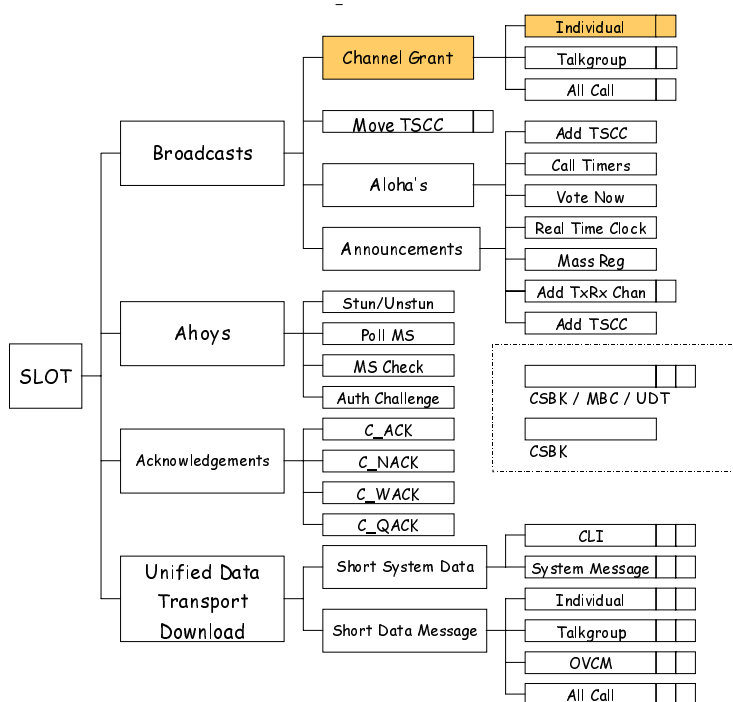 Individual
Channel Grant
Talkgroup
All Call
Move TSCC
Broadcasts
Add TSCC
Call Timers
Aloha's
Vote Now
Real Time Clock
Announcements
Mass Reg
Add TxRx Chan
Add TSCC
Stun/Unstun
Ahoys
Poll MS
MS Check
Auth Challenge
SLOT
CSBK / MBC / UDT
CSBK
C_ACK
Acknowledgements
C_NACK
C_WACK
C_QACK
Unified Data
Transport
Download
Short System Data
CLI
System Message
Short Data Message
Individual
Talkgroup
OVCM
All Call